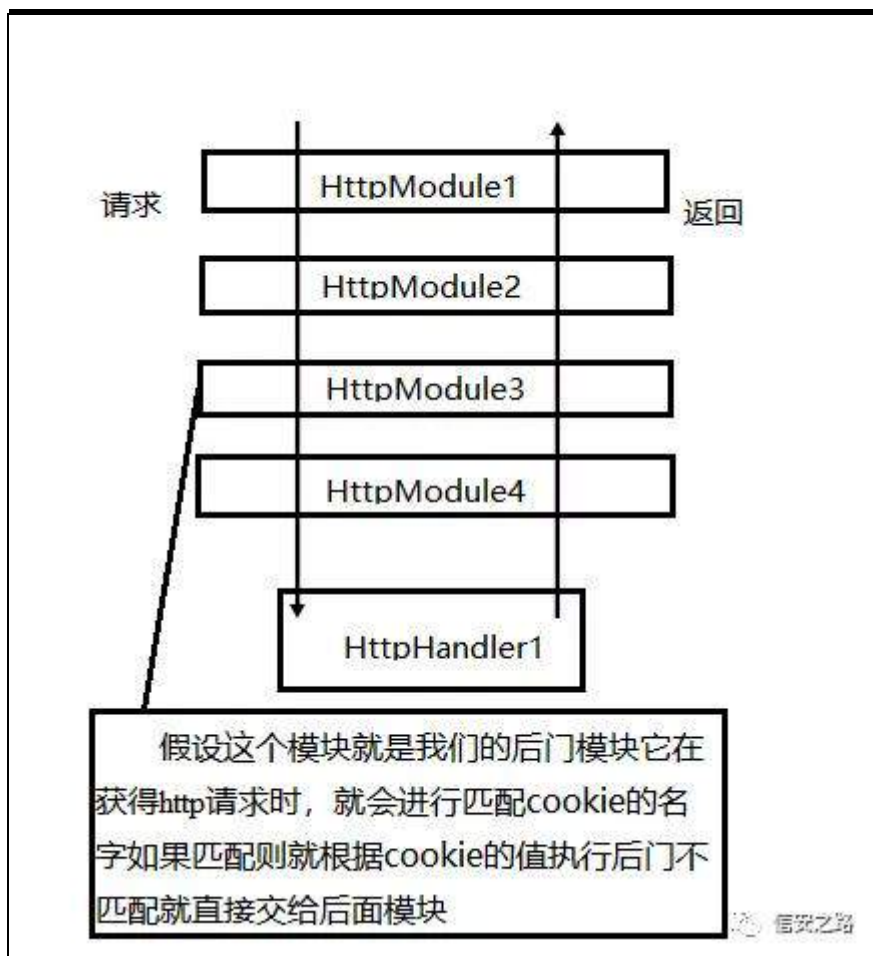 HttpModule1
请求
返回
HttpModule2
HttpModule3
HttpModule4
HttpHandler1
假设这个模块就是我们的后门模块它在
获得http请求时，就会进行匹配cookie的名
字如果匹配则就根据cookie的值执行后门不
匹配就直接交给后面模块
信安之路